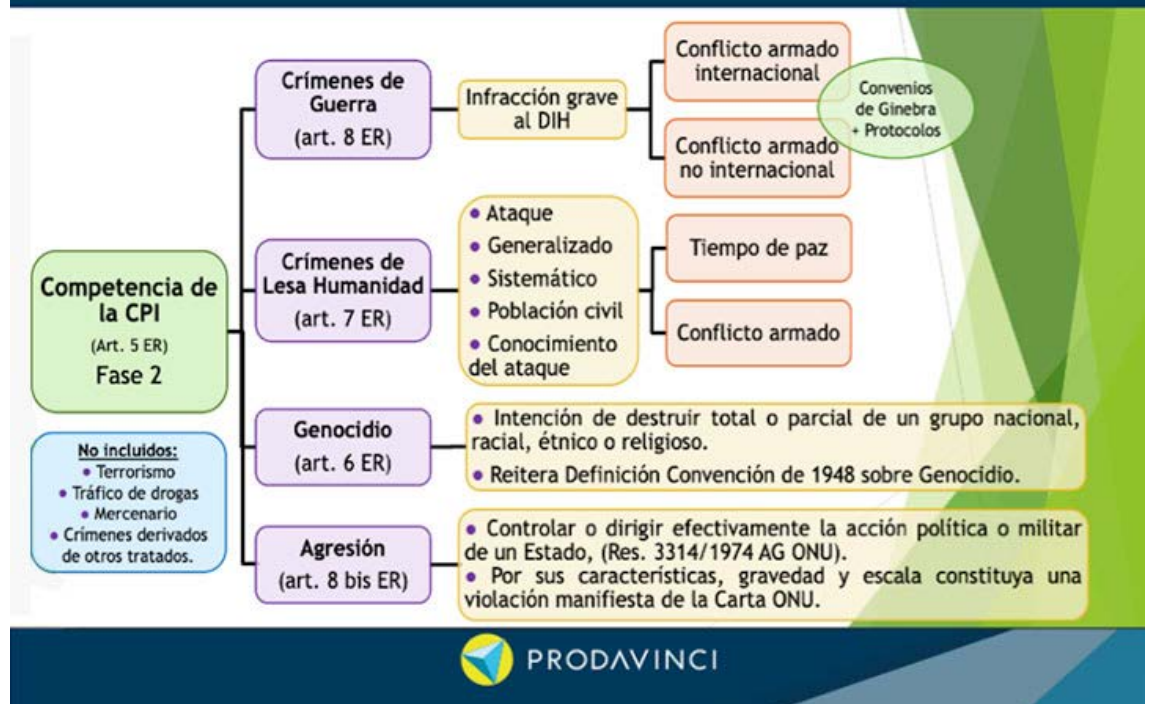 Competencia de
la CPI
(Art. 5 ER)
Fase 2
No incluidos:
● Terrorismo
● Tráfico de drogas
● Mercenario
● Crímenes derivados
de otros tratados.
Crímenes de
Guerra
(art. 8 ER)
Infracción grave
al DIH
Conflicto armado
internacional
Conflicto armado
no internacional
Convenios
de Ginebra
+ Protocolos
Crímenes de
Lesa Humanidad
(art. 7 ER)
● Ataque
● Generalizado
● Sistemático
● Población civil
● Conocimiento
del ataque
Tiempo de paz
Conflicto armado
Genocidio
(art. 6 ER)
● Intención de destruir total o parcial de un grupo nacional,
racial, étnico o religioso.
● Reitera Definición Convención de 1948 sobre Genocidio.
Agresión
(art. 8 bis ER)
● Controlar o dirigir efectivamente la acción política o militar
de un Estado, (Res. 3314/1974 AG ONU).
● Por sus características, gravedad y escala constituya una
violación manifiesta de la Carta ONU.
PRODAVINCI